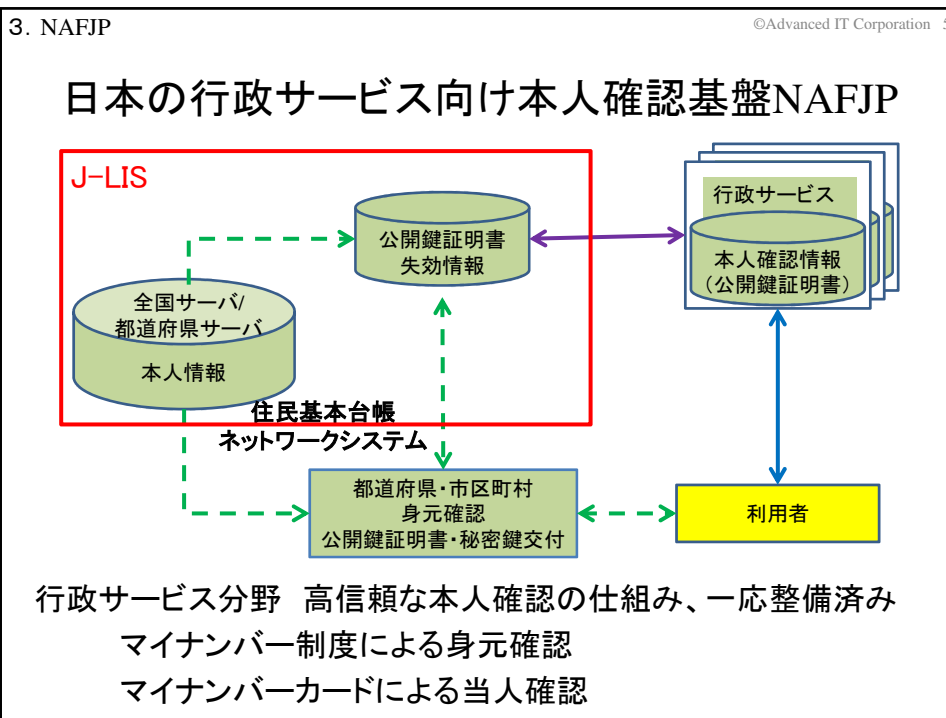 3．NAFJP
©Advanced IT Corporation 5
日本の行政サービス向け本人確認基盤NAFJP
J-LIS
公開鍵証明書
失効情報
行政サービス
本人確認情報
（公開鍵証明書）
全国サーバ/
都道府県サーバ
本人情報
住民基本台帳
ネットワークシステム
都道府県・市区町村
身元確認
公開鍵証明書・秘密鍵交付
利用者
行政サービス分野　高信頼な本人確認の仕組み、一応整備済み
マイナンバー制度による身元確認
マイナンバーカードによる当人確認